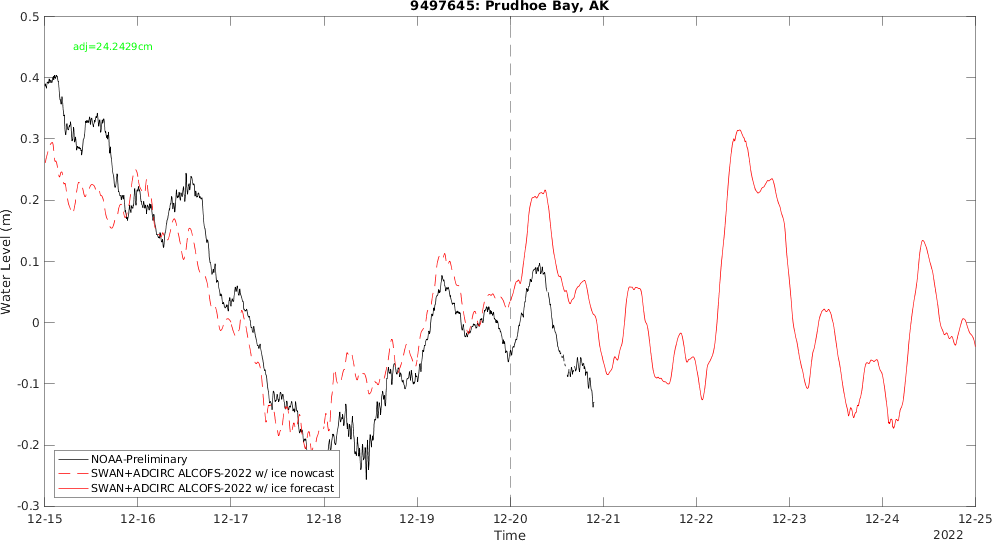 9497645: Prudhoe Bay, AK
adj=24.2429cm
0.5
0.4
0.3
0.2
0.1
0
-0.1
-0.2
-0.3
Water Level (m)
NOAA-Preliminary
SWAN+ADCIRC ALCOFS-2022 w/ ice nowcast
SWAN+ADCIRC ALCOFS-2022 w/ ice forecast
12-15 12-16 12-17 12-18 12-19 12-20 12-21 12-22 12-23 12-24 12-25
Time
2022